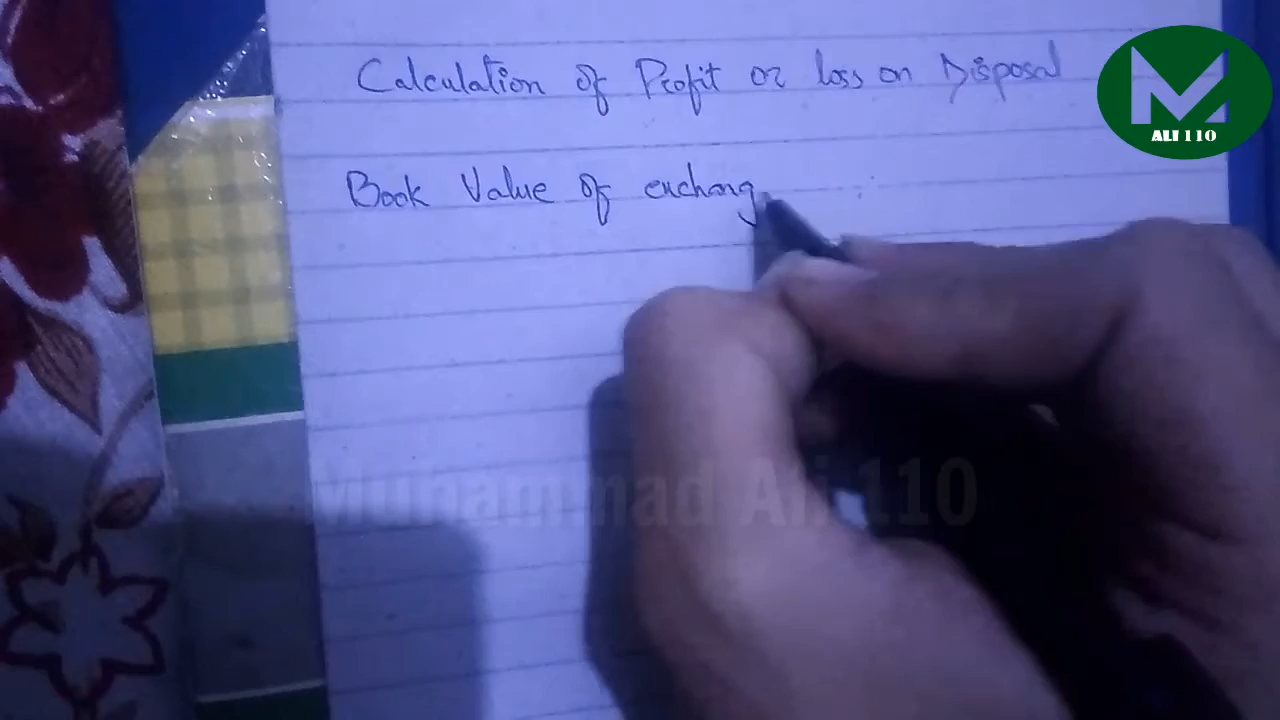 Calculation of Profit or loss on Disposal
Book Value of exchang
M
ALI 110
Muhammad Ali 110